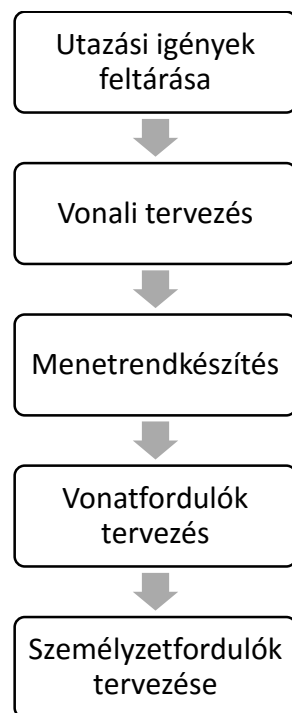 Utazási igények
feltárása
Vonali tervezés
Menetrendkészítés
Vonatfordulók
tervezés
Személyzetfordulók
tervezése